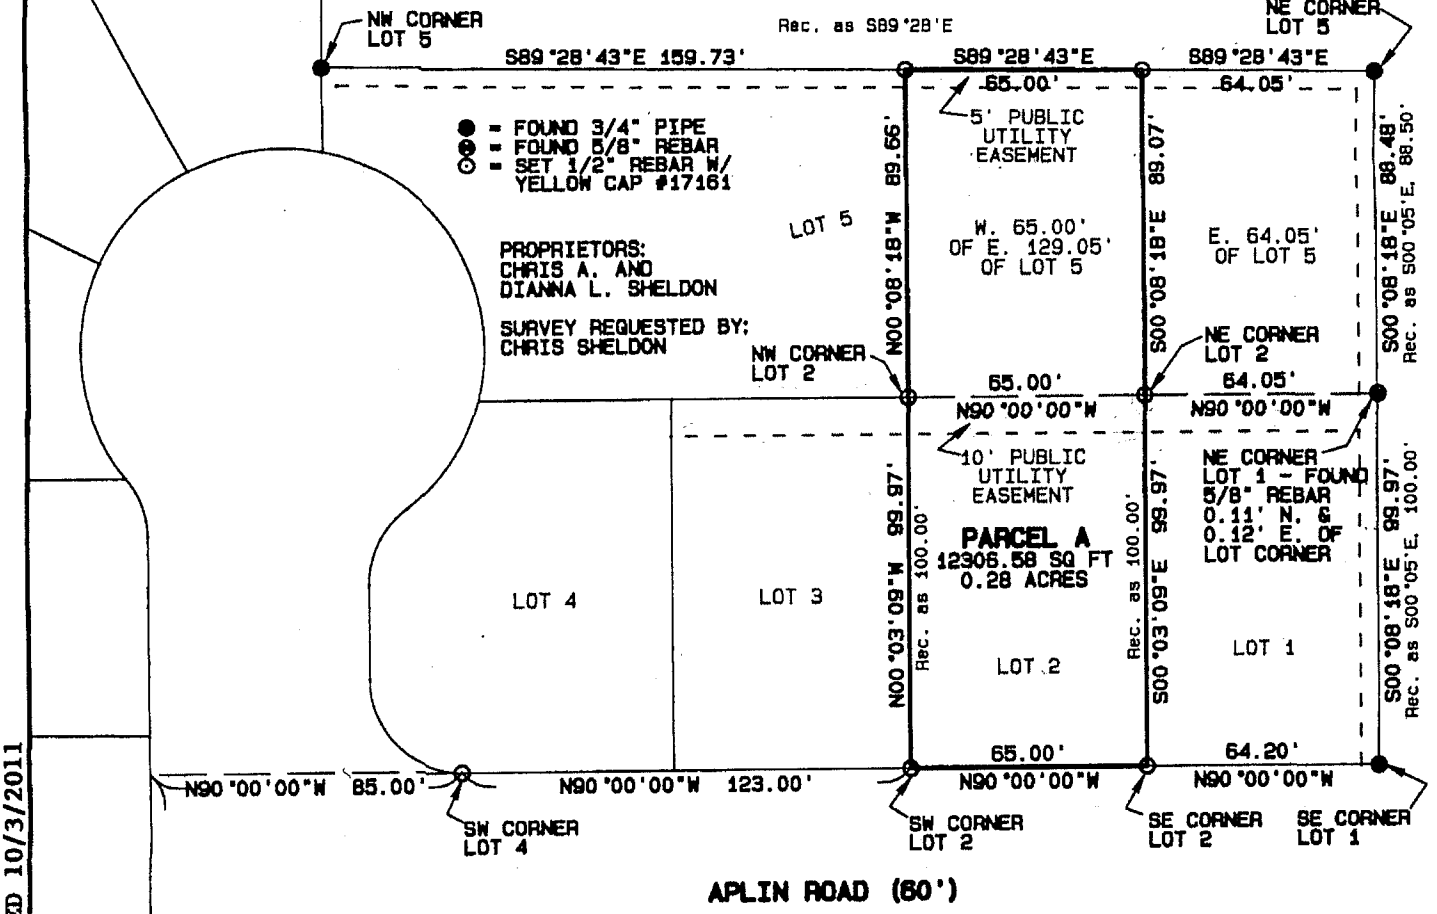 NW CORNER
LOT 5
Rec. as S89°28'E
NE CORNER
LOT 5
S89°28'43"E 159.73'
S89°28'43"E
65.00'
S89°28'43"E
64.05'
= FOUND 3/4" PIPE
= FOUND 5/8" REBAR
= SET 1/2" REBAR W/
YELLOW CAP #17161
5' PUBLIC
UTILITY
EASEMENT
N00°08'18"W 89.66'
S00°08'18"E 89.07'
S00°08'18"E 88.48'
Rec. as S00°05'E, 88.50'
LOT 5
W. 65.00'
OF E. 129.05'
OF LOT 5
E. 64.05'
OF LOT 5
PROPRIETORS:
CHRIS A. AND
DIANNA L. SHELDON
SURVEY REQUESTED BY:
CHRIS SHELDON
NW CORNER
LOT 2
NE CORNER
LOT 2
65.00'
N90°00'00"W
64.05'
N90°00'00"W
10' PUBLIC
UTILITY
EASEMENT
NE CORNER
LOT 1 - FOUND
5/8" REBAR
0.11' N. &
0.12' E. OF
LOT CORNER
N00°03'09"W 99.97'
Rec. as 100.00'
PARCEL A
12306.58 SQ FT
0.28 ACRES
Rec. as 100.00'
S00°03'09"E 99.97'
S00°08'18"E 99.97'
Rec. as S00°05'E, 100.00'
LOT 4
LOT 3
LOT 2
LOT 1
N90°00'00"W 85.00'
N90°00'00"W 123.00'
65.00'
N90°00'00"W
64.20'
N90°00'00"W
SW CORNER
LOT 4
SW CORNER
LOT 2
SE CORNER
LOT 2
SE CORNER
LOT 1
APLIN ROAD (60')
10/3/2011